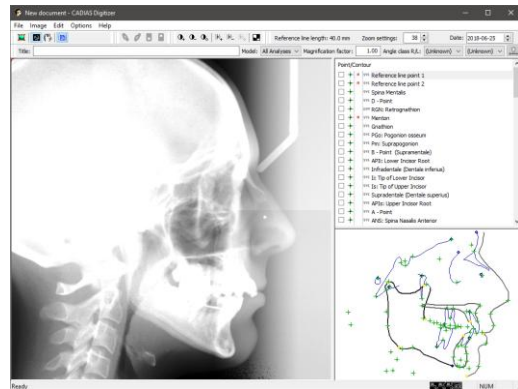 New document - CADIAS Digitizer
File Image Edit Options Help
Reference line length: 40.0 mm Zoom settings: 38 Date: 2018-06-25
Title: Model: All Analyses Magnification factor: 1.00 Angle class R/L: (Unknown) (Unknown)
Point/Contour
Reference line point 1
Reference line point 2
Spina Mentalis
D - Point
RGN: Retrognathion
Menton
Gnathion
PGo: Pogonion osseum
Pm: Suprapogonion
B - Point (Supramentale)
APIi: Lower Incisor Root
Infradentale (Dentale inferius)
Ii: Tip of Lower Incisor
Is: Tip of Upper Incisor
Supradentale (Dentale superius)
APIs: Upper Incisor Root
A - Point
ANS: Spina Nasalis Anterior
Ready
NUM